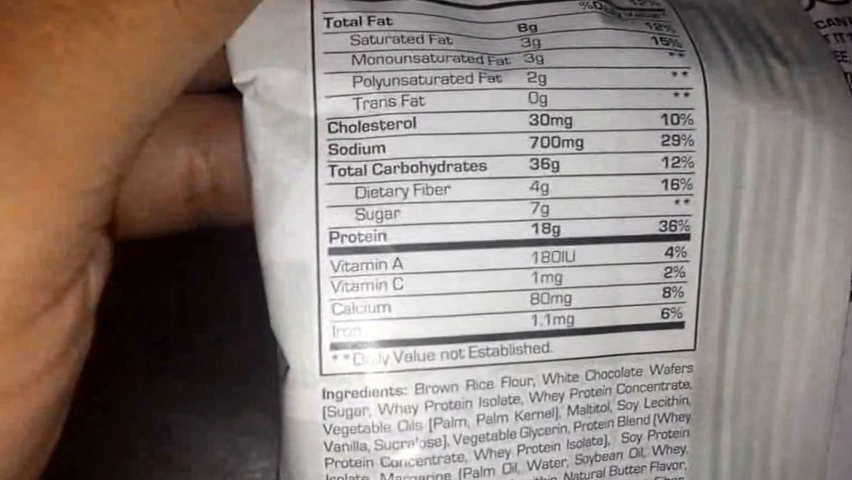 12%
Total Fat 8g 12%
Saturated Fat 3g 15%
Monounsaturated Fat 3g **
Polyunsaturated Fat 2g **
Trans Fat 0g **
Cholesterol 30mg 10%
Sodium 700mg 29%
Total Carbohydrates 36g 12%
Dietary Fiber 4g 16%
Sugar 7g **
Protein 18g 36%
Vitamin A 180IU 4%
Vitamin C 1mg 2%
Calcium 80mg 8%
Iron 1.1mg 6%
**Daily Value not Established.
Ingredients: Brown Rice Flour, White Chocolate Wafers
(Sugar, Whey Protein Isolate, Whey Protein Concentrate,
Vegetable Oils [Palm, Palm Kernel], Maltitol, Soy Lecithin,
Vanilla, Sucralose), Vegetable Glycerin, Protein Blend (Whey
Protein Concentrate, Whey Protein Isolate), Soy Protein
Isolate, Margarine (Palm Oil, Water, Soybean Oil, Whey,
Natural Butter Flavor,